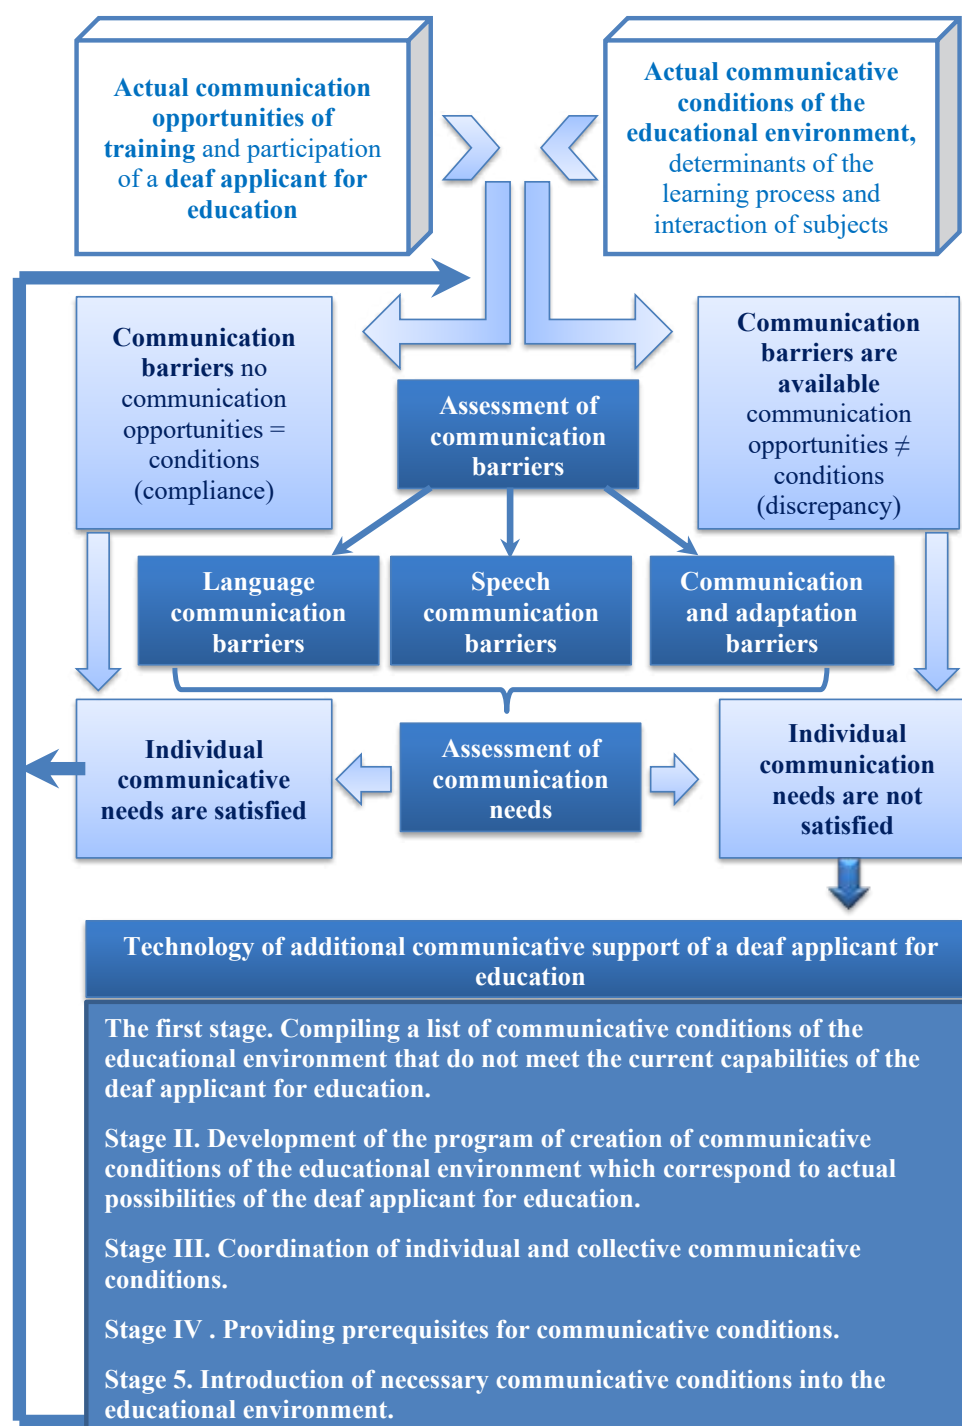 Actual communication
opportunities of
training and participation
of a deaf applicant for
education
Actual communicative
conditions of the
educational environment,
determinants of the
learning process and
interaction of subjects
Communication
barriers no
communication
opportunities =
conditions
(compliance)
Assessment of
communication
barriers
Communication
barriers are
available
communication
opportunities ≠
conditions
(discrepancy)
Language
communication
barriers
Speech
communication
barriers
Communication
and adaptation
barriers
Individual
communicative
needs are satisfied
Assessment of
communication
needs
Individual
communication
needs are not
satisfied
Technology of additional communicative support of a deaf applicant for
education
The first stage. Compiling a list of communicative conditions of the
educational environment that do not meet the current capabilities of the
deaf applicant for education.
Stage II. Development of the program of creation of communicative
conditions of the educational environment which correspond to actual
possibilities of the deaf applicant for education.
Stage III. Coordination of individual and collective communicative
conditions.
Stage IV . Providing prerequisites for communicative conditions.
Stage 5. Introduction of necessary communicative conditions into the
educational environment.